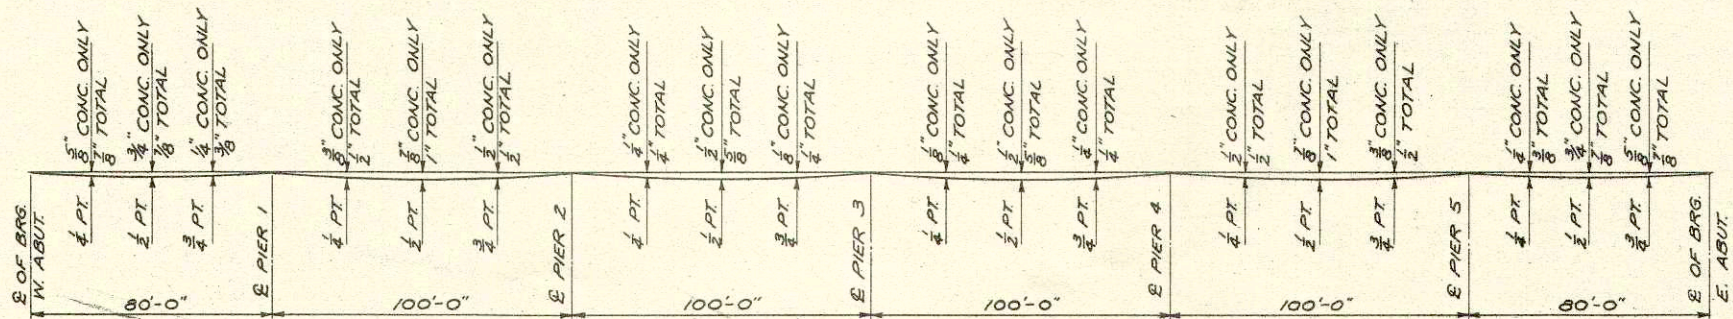 5/8" CONC. ONLY
7/8" TOTAL
3/4" CONC. ONLY
7/8" TOTAL
1/4" CONC. ONLY
3/8" TOTAL
3/8" CONC. ONLY
1/2" TOTAL
7/8" CONC. ONLY
1" TOTAL
1/2" CONC. ONLY
1/2" TOTAL
1/4" CONC. ONLY
1/4" TOTAL
1/2" CONC. ONLY
5/8" TOTAL
1/8" CONC. ONLY
1/4" TOTAL
1/8" CONC. ONLY
1/4" TOTAL
1/2" CONC. ONLY
5/8" TOTAL
1/4" CONC. ONLY
1/4" TOTAL
1/2" CONC. ONLY
1/2" TOTAL
7/8" CONC. ONLY
1" TOTAL
3/8" CONC. ONLY
1/2" TOTAL
1/4" CONC. ONLY
3/8" TOTAL
3/4" CONC. ONLY
7/8" TOTAL
5/8" CONC. ONLY
7/8" TOTAL
℄ OF BRG.
W. ABUT.
1/4 PT.
1/2 PT.
3/4 PT.
℄ PIER 1
1/4 PT.
1/2 PT.
3/4 PT.
℄ PIER 2
1/4 PT.
1/2 PT.
3/4 PT.
℄ PIER 3
1/4 PT.
1/2 PT.
3/4 PT.
℄ PIER 4
1/4 PT.
1/2 PT.
3/4 PT.
℄ PIER 5
1/4 PT.
1/2 PT.
3/4 PT.
℄ OF BRG.
E. ABUT.
80'-0"
100'-0"
100'-0"
100'-0"
100'-0"
80'-0"